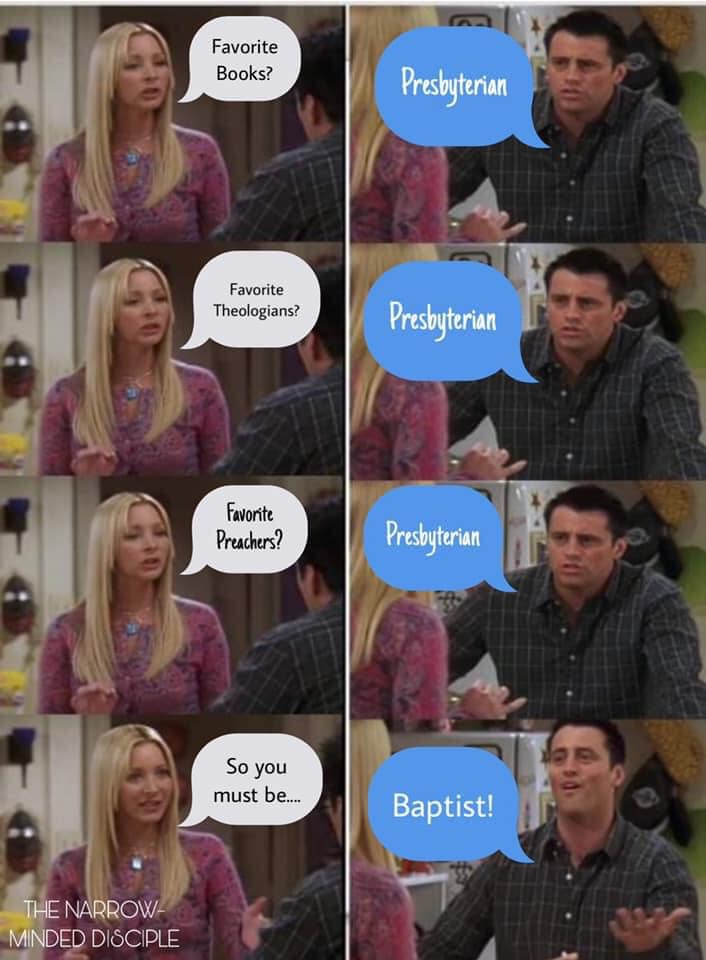 Favorite
Books?
Presbyterian
Favorite
Theologians?
Presbyterian
Favorite
Preachers?
Presbyterian
So you
must be....
Baptist!
THE NARROW-
MINDED DISCIPLE